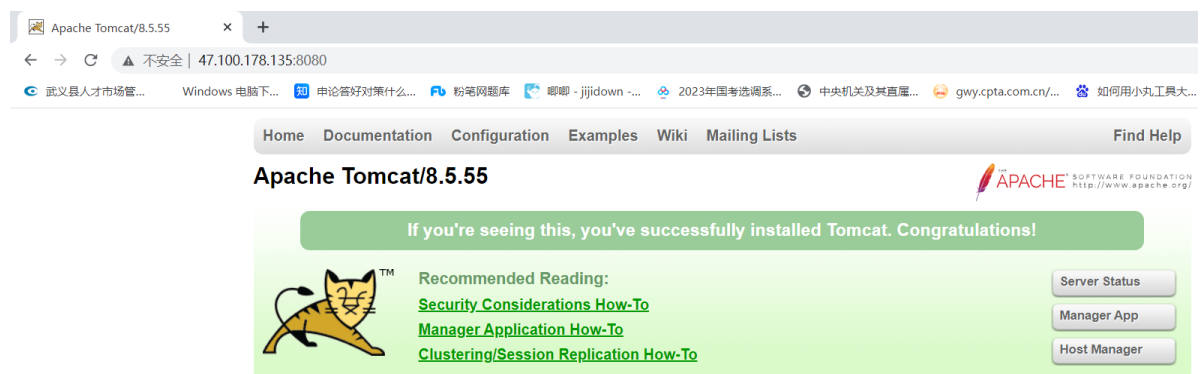 Apache Tomcat/8.5.55
不安全 | 47.100.178.135:8080
武义县人才市场管... Windows 电脑下... 知 申论答好对策什么... 粉笔网题库 唧唧 - jijidown -... 2023年国考选调系... 中央机关及其直属... gwy.cpta.com.cn/... 如何用小丸工具大...
Home Documentation Configuration Examples Wiki Mailing Lists Find Help
Apache Tomcat/8.5.55
THE APACHE SOFTWARE FOUNDATION
http://www.apache.org/
If you're seeing this, you've successfully installed Tomcat. Congratulations!
TM
Recommended Reading:
Security Considerations How-To
Manager Application How-To
Clustering/Session Replication How-To
Server Status
Manager App
Host Manager